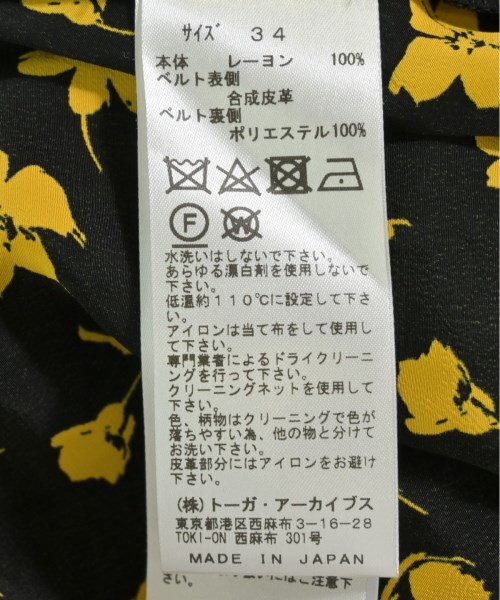 サイズ 34
本体 レーヨン 100%
ベルト表側
合成皮革
ベルト裏側
ポリエステル100%
F W
水洗いはしないで下さい。
あらゆる漂白剤を使用しないで
下さい。
低温約110℃に設定して下さ
い。
アイロンは当て布をして使用し
て下さい。
専門業者によるドライクリーニ
ングを行って下さい。
クリーニングネットを使用して
下さい。
色、柄物はクリーニングで色が
落ちやすい為、他の物と分けて
お洗い下さい。
皮革部分にはアイロンをお避け
下さい。
(株)トーガ・アーカイブス
東京都港区西麻布3-16-28
TOKI-ON 西麻布 301号
MADE IN JAPAN
さい。